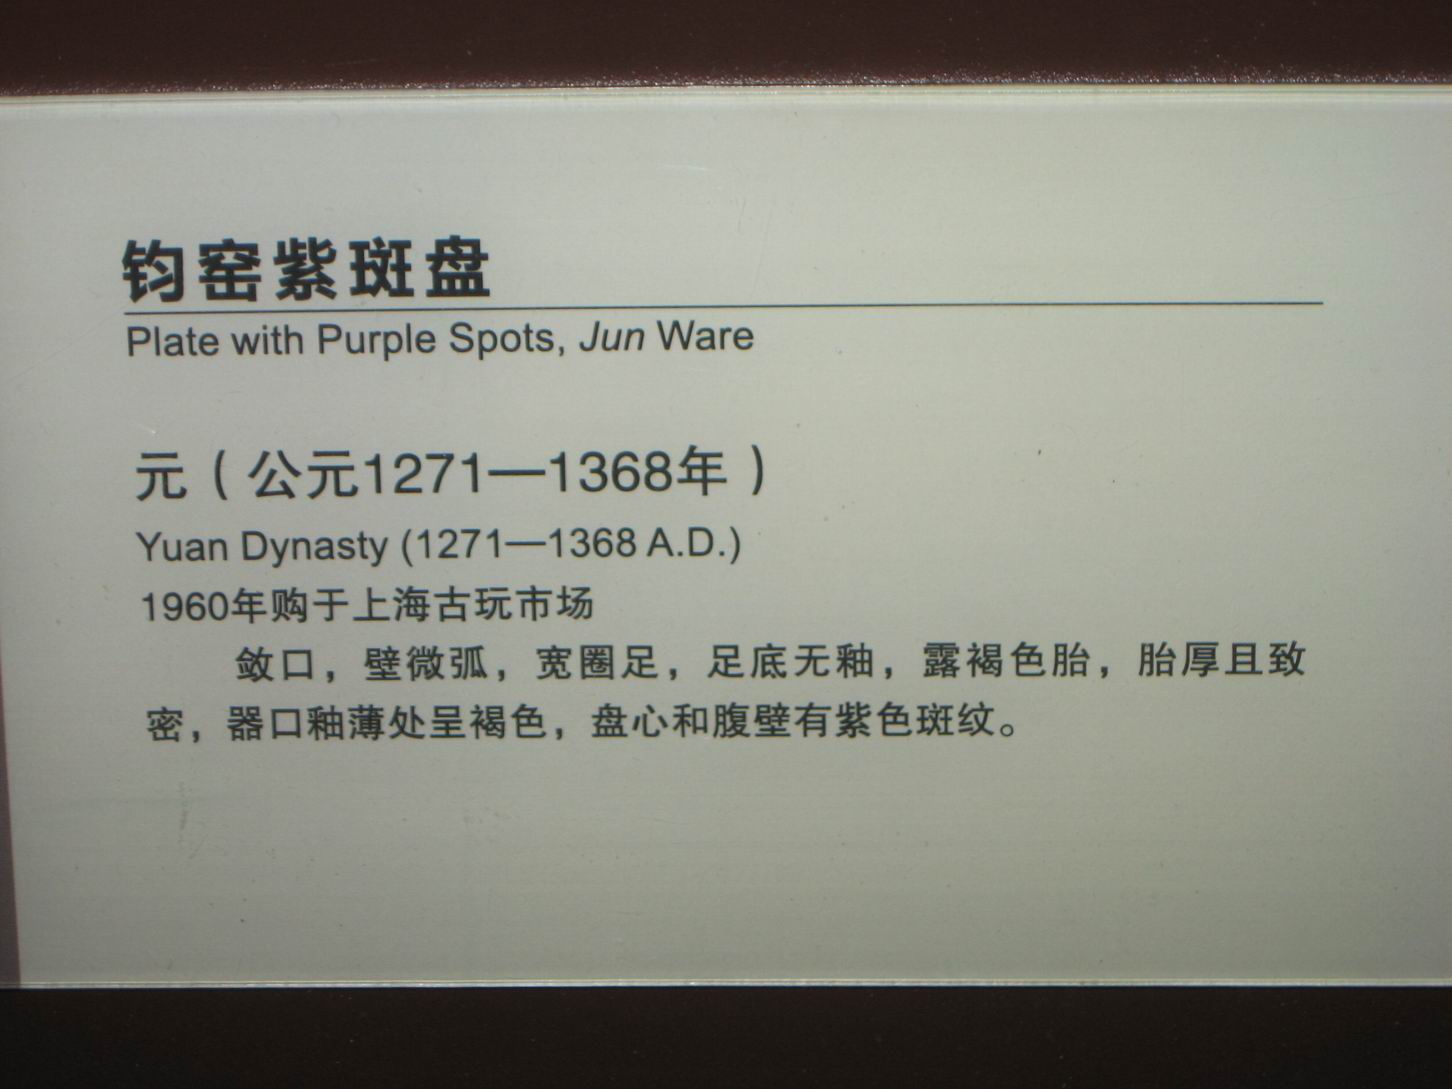 钧窑紫斑盘
Plate with Purple Spots, Jun Ware
元（公元1271—1368年）
Yuan Dynasty (1271—1368 A.D.)
1960年购于上海古玩市场
敛口，壁微弧，宽圈足，足底无釉，露褐色胎，胎厚且致
密，器口釉薄处呈褐色，盘心和腹壁有紫色斑纹。